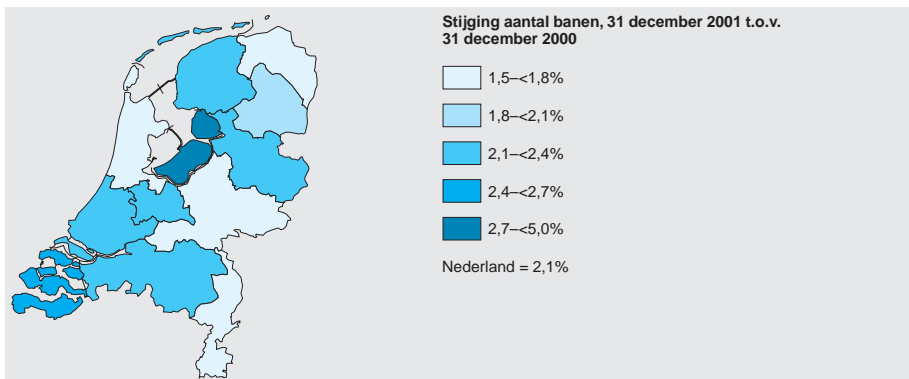 Stijging aantal banen, 31 december 2001 t.o.v.
31 december 2000
1,5–<1,8%
1,8–<2,1%
2,1–<2,4%
2,4–<2,7%
2,7–<5,0%
Nederland = 2,1%